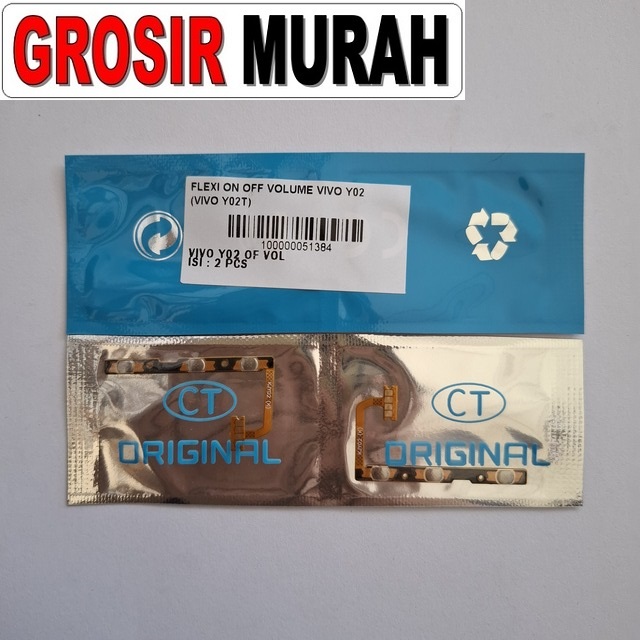 GROSIR MURAH
FLEXI ON OFF VOLUME VIVO Y02
(VIVO Y02T)
100000051384
VIVO Y02 OF VOL
ISI : 2 PCS
CT
ORIGINAL
CT
ORIGINAL